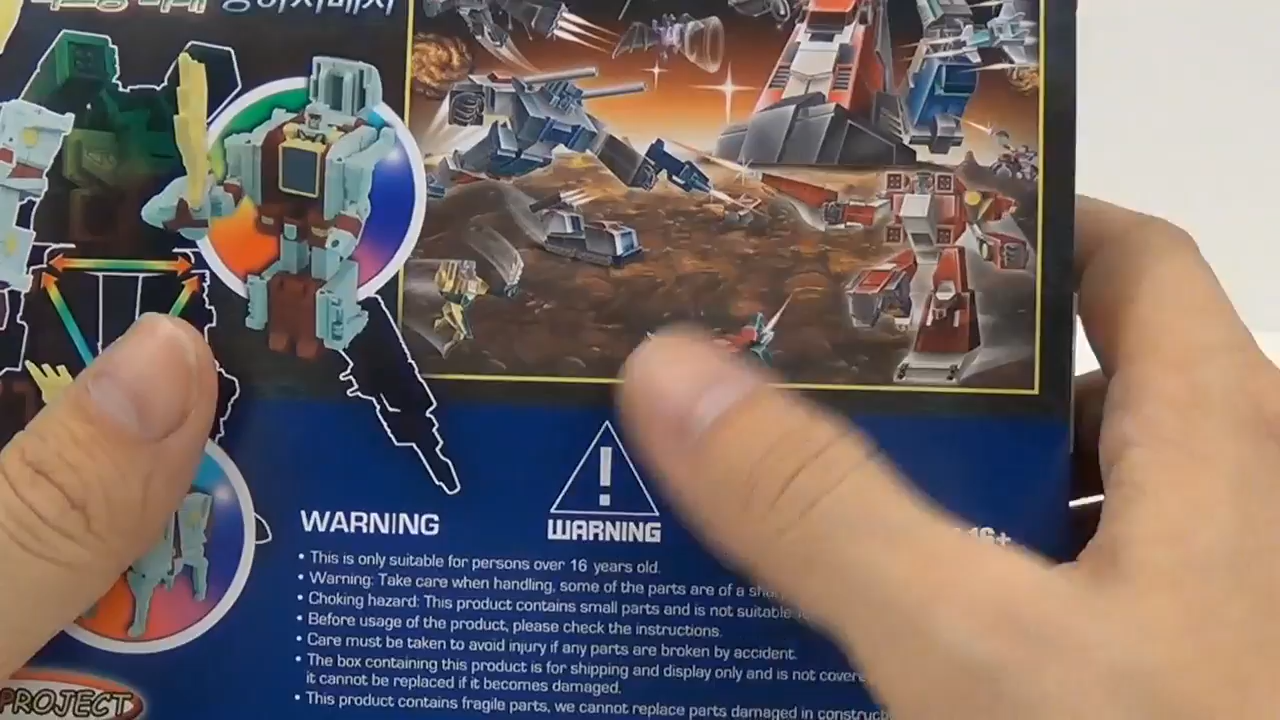 WARNING
WARNING
16+
• This is only suitable for persons over 16 years old.
• Warning: Take care when handling, some of the parts are of a
• Choking hazard: This product contains small parts and is not suitable
• Before usage of the product, please check the instructions.
• Care must be taken to avoid injury if any parts are broken by accident.
• The box containing this product is for shipping and display only and is not
it cannot be replaced if it becomes damaged.
• This product contains fragile parts, we cannot replace parts damaged in
PROJECT